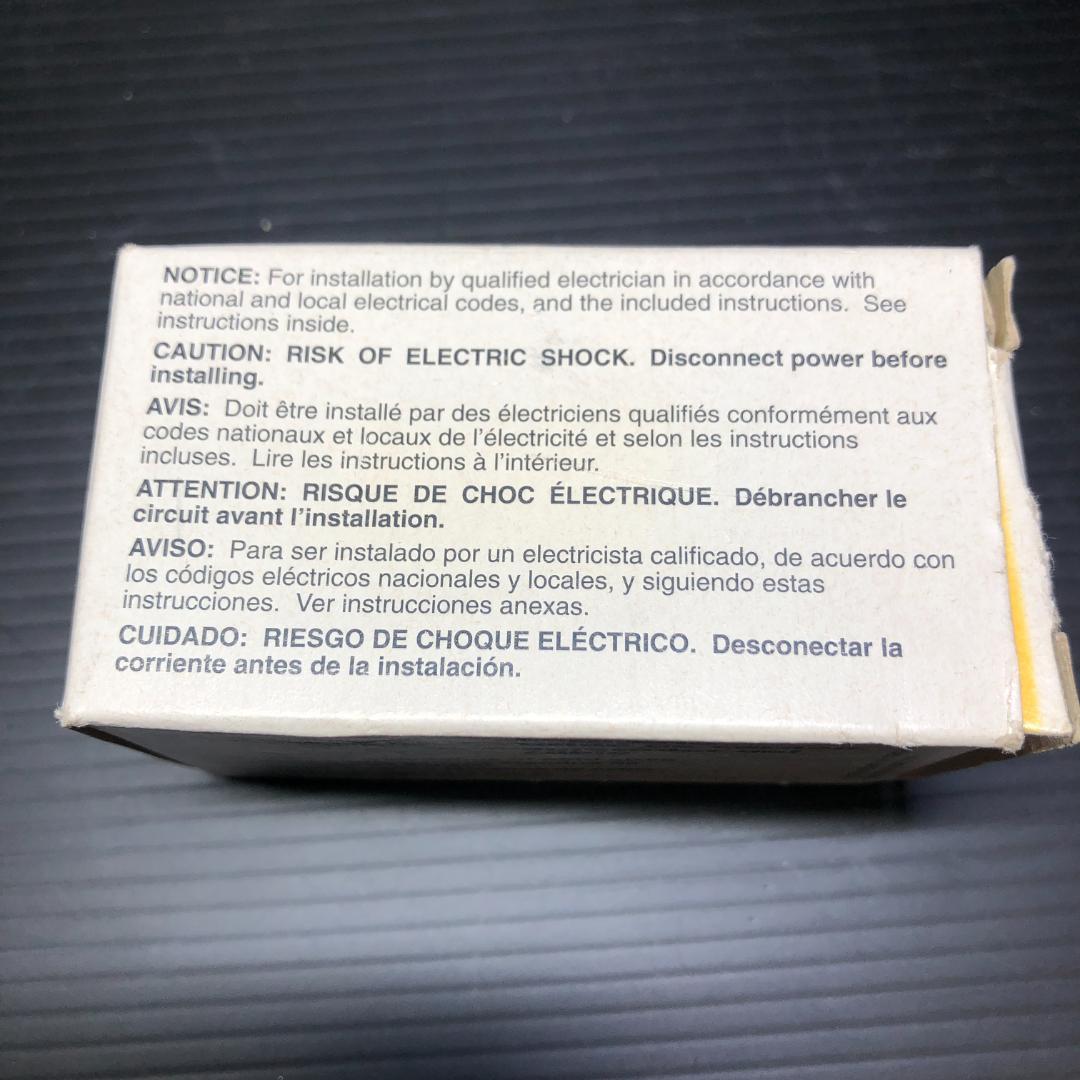 NOTICE: For installation by qualified electrician in accordance with
national and local electrical codes, and the included instructions. See
instructions inside.
CAUTION: RISK OF ELECTRIC SHOCK. Disconnect power before
installing.
AVIS: Doit être installé par des électriciens qualifiés conformément aux
codes nationaux et locaux de l'électricité et selon les instructions
incluses. Lire les instructions à l'intérieur.
ATTENTION: RISQUE DE CHOC ÉLECTRIQUE. Débrancher le
circuit avant l'installation.
AVISO: Para ser instalado por un electricista calificado, de acuerdo con
los códigos eléctricos nacionales y locales, y siguiendo estas
instrucciones. Ver instrucciones anexas.
CUIDADO: RIESGO DE CHOQUE ELÉCTRICO. Desconectar la
corriente antes de la instalación.